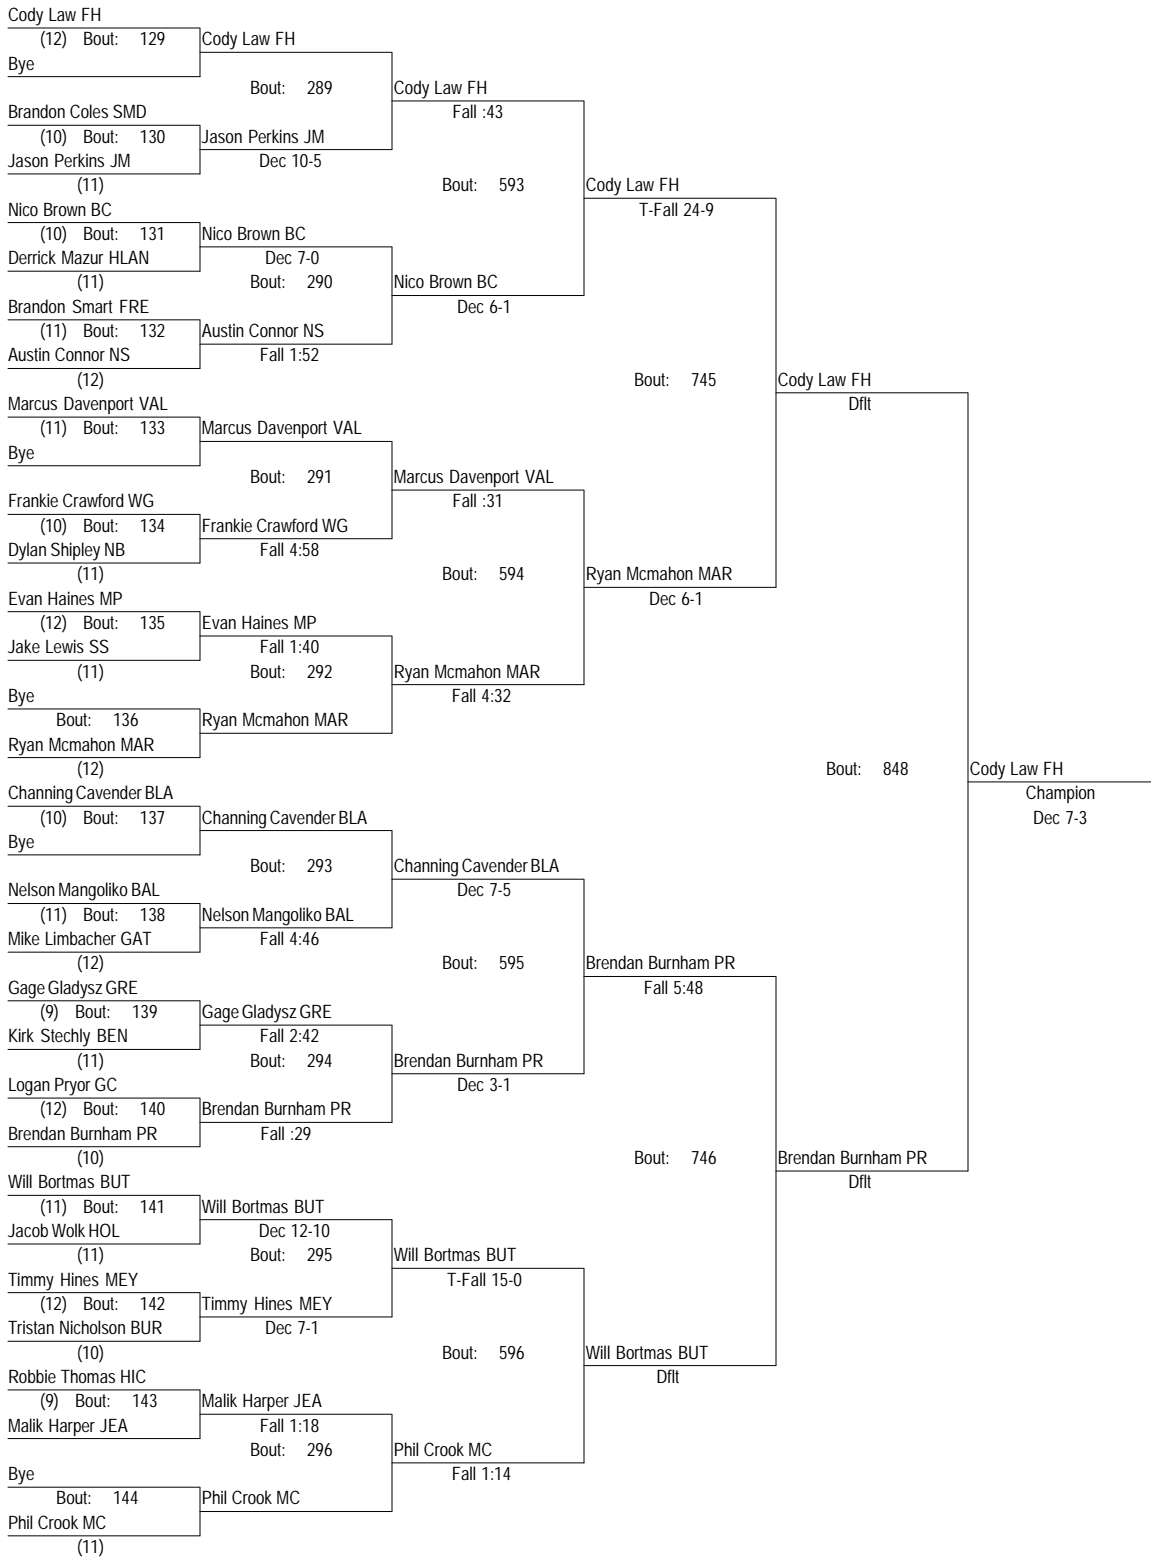 Cody Law FH
(12) Bout: 129 Cody Law FH
Bye
Bout: 289 Cody Law FH
Brandon Coles SMD Fall :43
(10) Bout: 130 Jason Perkins JM
Jason Perkins JM Dec 10-5
(11) Bout: 593 Cody Law FH
Nico Brown BC T-Fall 24-9
(10) Bout: 131 Nico Brown BC
Derrick Mazur HLAN Dec 7-0
(11) Bout: 290 Nico Brown BC
Brandon Smart FRE Dec 6-1
(11) Bout: 132 Austin Connor NS
Austin Connor NS Fall 1:52
(12) Bout: 745 Cody Law FH
Marcus Davenport VAL Dflt
(11) Bout: 133 Marcus Davenport VAL
Bye
Bout: 291 Marcus Davenport VAL
Frankie Crawford WG Fall :31
(10) Bout: 134 Frankie Crawford WG
Dylan Shipley NB Fall 4:58
(11) Bout: 594 Ryan Mcmahon MAR
Evan Haines MP Dec 6-1
(12) Bout: 135 Evan Haines MP
Jake Lewis SS Fall 1:40
(11) Bout: 292 Ryan Mcmahon MAR
Bye Fall 4:32
Bout: 136 Ryan Mcmahon MAR
Ryan Mcmahon MAR
(12) Bout: 848 Cody Law FH
Channing Cavender BLA Champion
(10) Bout: 137 Channing Cavender BLA Dec 7-3
Bye
Bout: 293 Channing Cavender BLA
Nelson Mangoliko BAL Dec 7-5
(11) Bout: 138 Nelson Mangoliko BAL
Mike Limbacher GAT Fall 4:46
(12) Bout: 595 Brendan Burnham PR
Gage Gladysz GRE Fall 5:48
(9) Bout: 139 Gage Gladysz GRE
Kirk Stechly BEN Fall 2:42
(11) Bout: 294 Brendan Burnham PR
Logan Pryor GC Dec 3-1
(12) Bout: 140 Brendan Burnham PR
Brendan Burnham PR Fall :29
(10) Bout: 746 Brendan Burnham PR
Will Bortmas BUT Dflt
(11) Bout: 141 Will Bortmas BUT
Jacob Wolk HOL Dec 12-10
(11) Bout: 295 Will Bortmas BUT
Timmy Hines MEY T-Fall 15-0
(12) Bout: 142 Timmy Hines MEY
Tristan Nicholson BUR Dec 7-1
(10) Bout: 596 Will Bortmas BUT
Robbie Thomas HIC Dflt
(9) Bout: 143 Malik Harper JEA
Malik Harper JEA Fall 1:18
Bout: 296 Phil Crook MC
Bye Fall 1:14
Bout: 144 Phil Crook MC
Phil Crook MC
(11)